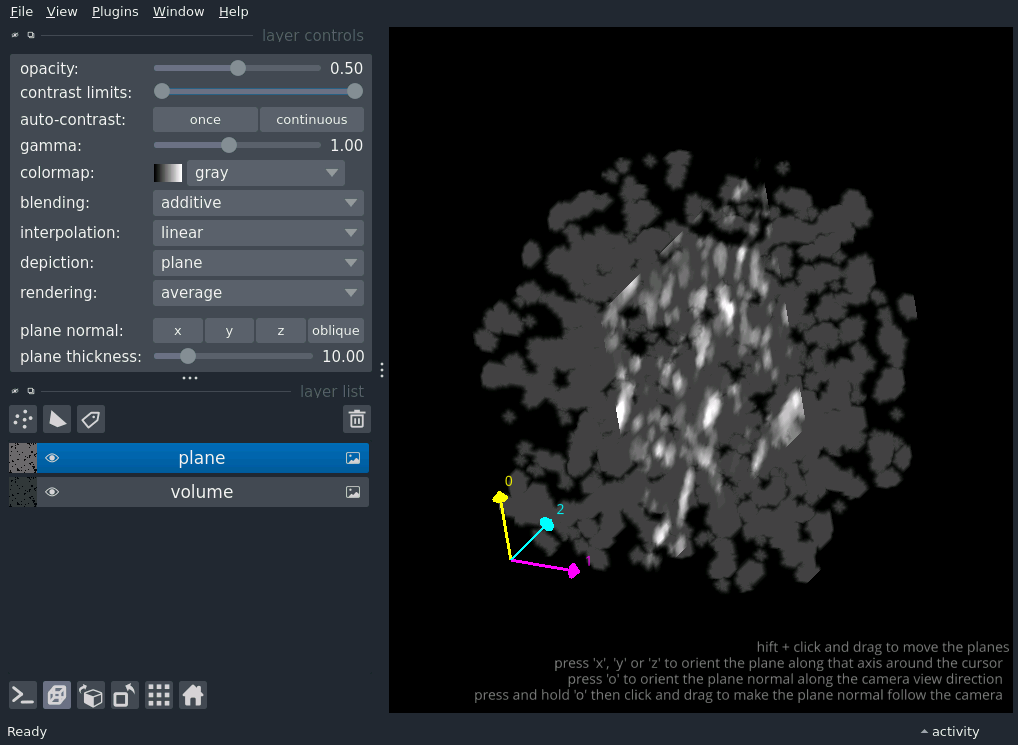 File View Plugins Window Help
layer controls
opacity: 0.50
contrast limits:
auto-contrast: once continuous
gamma: 1.00
colormap: gray
blending: additive
interpolation: linear
depiction: plane
rendering: average
plane normal: x y z oblique
plane thickness: 10.00
layer list
plane
volume
0
2
1
hift + click and drag to move the planes
press 'x', 'y' or 'z' to orient the plane along that axis around the cursor
press 'o' to orient the plane normal along the camera view direction
press and hold 'o' then click and drag to make the plane normal follow the camera
Ready activity